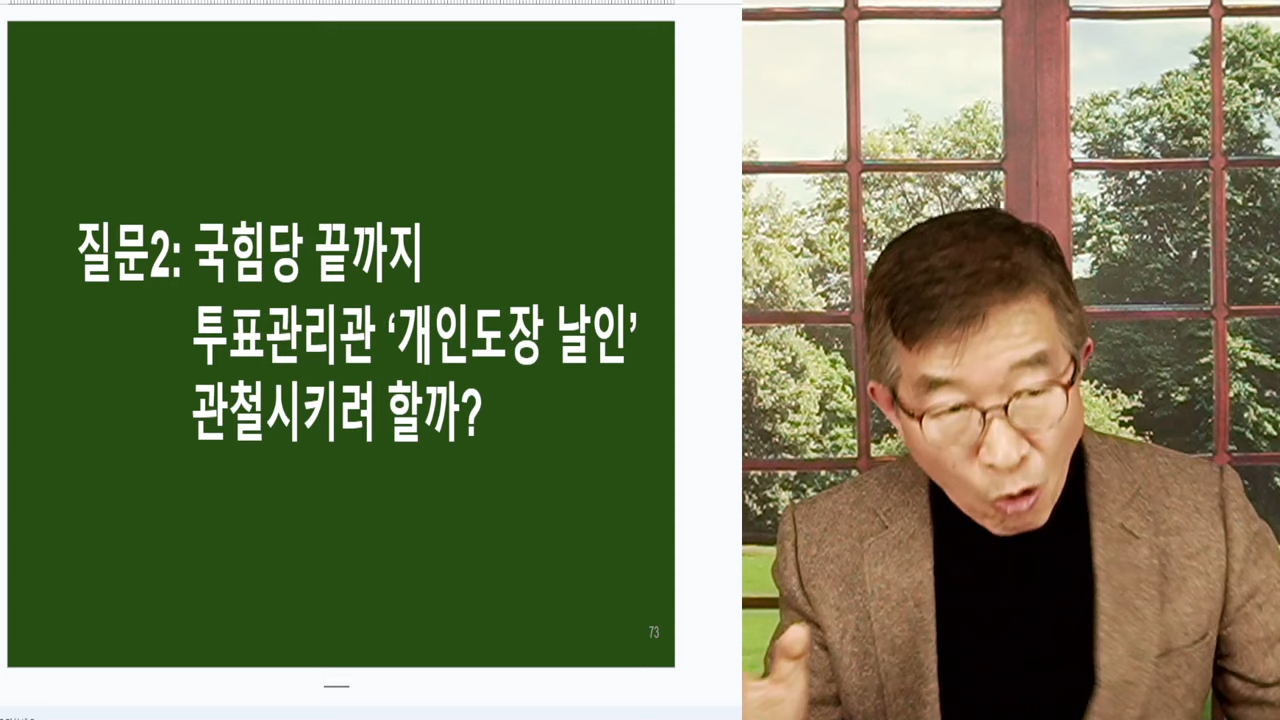 질문2: 국힘당 끝까지
투표관리관 ‘개인도장 날인’
관철시키려 할까?
73